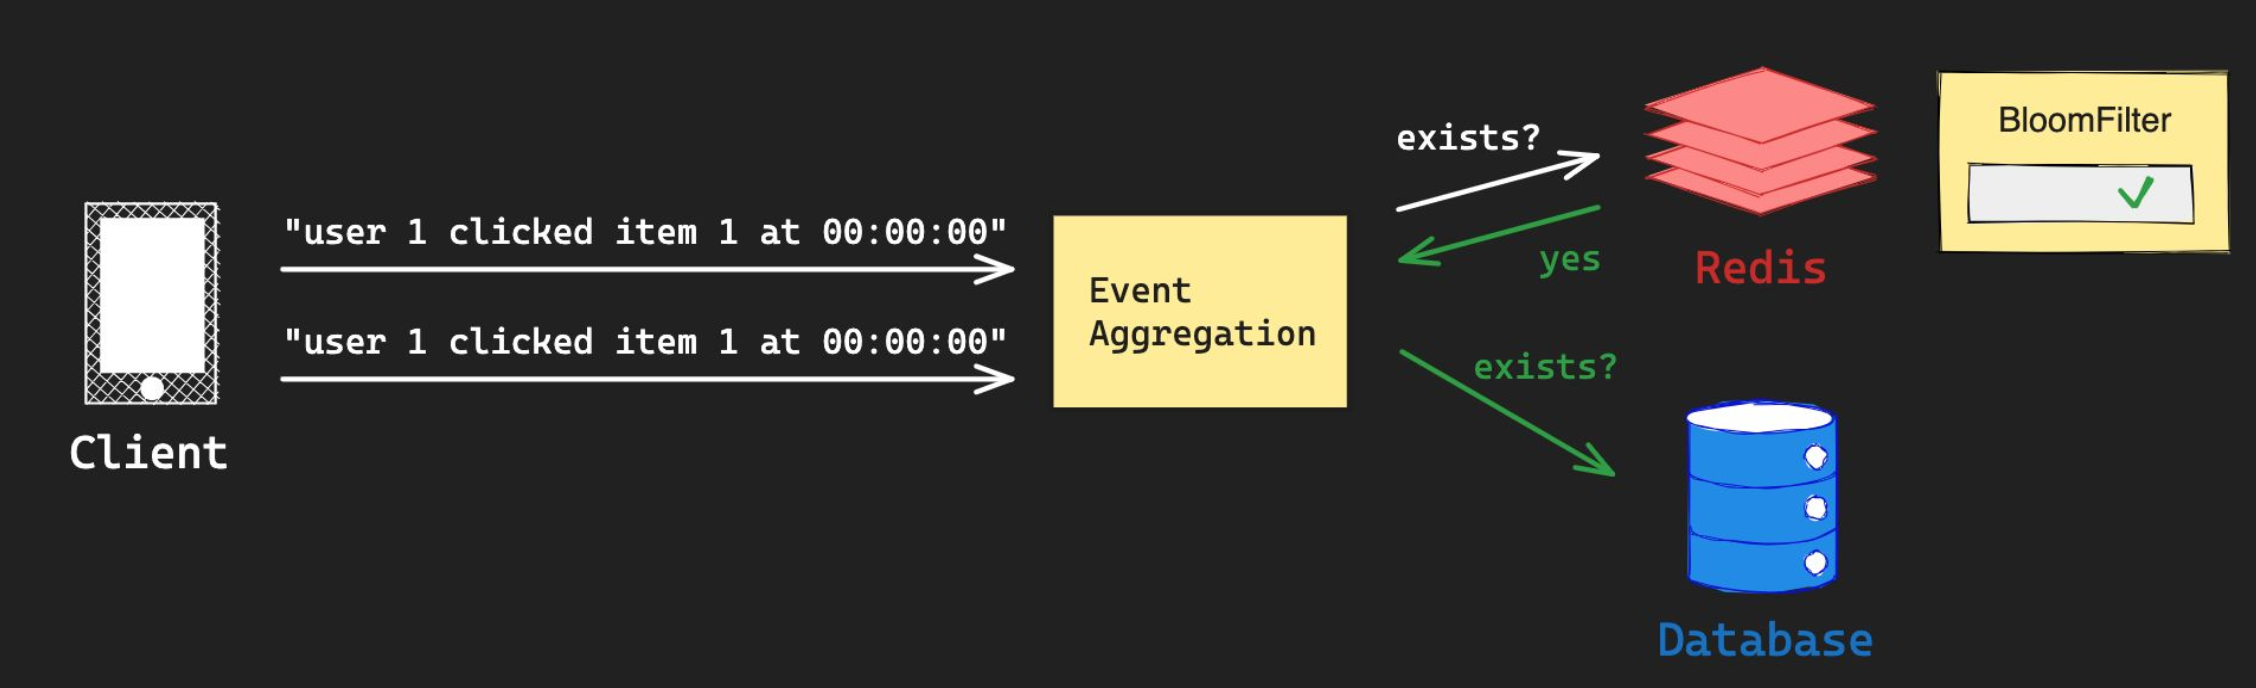 "user 1 clicked item 1 at 00:00:00"
"user 1 clicked item 1 at 00:00:00"
Client
Event
Aggregation
exists?
yes
Redis
BloomFilter
exists?
Database